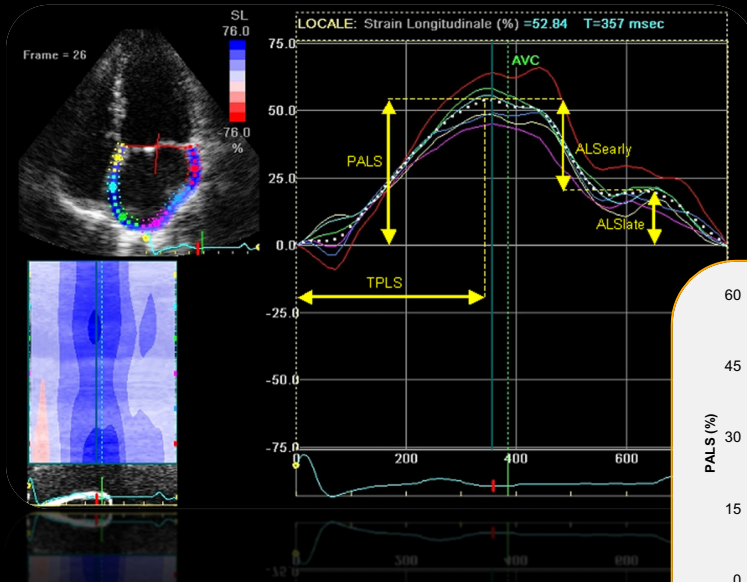 LOCALE: Strain Longitudinale (%) =52.84 T=357 msec
SL
76.0
Frame = 26
76.0
%
75.0
50.0
25.0
0.0
-25.0
-50.0
-75.0
AVC
PALS
ALSearly
ALSlate
TPLS
0
200
400
600
60
45
30
15
0
PALS (%)